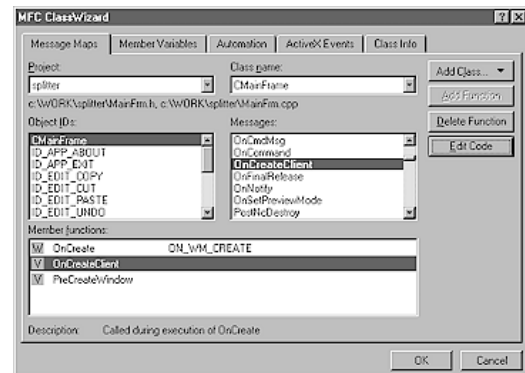 MFC ClassWizard
Message Maps Member Variables Automation ActiveX Events Class Info
Project: Class name:
splitter CMainFrame
Add Class...
c:\WORK\splitter\MainFrm.h, c:\WORK\splitter\MainFrm.cpp
Add Function
Object IDs: Messages:
Delete Function
Edit Code
CMainFrame
ID_APP_ABOUT
ID_APP_EXIT
ID_EDIT_COPY
ID_EDIT_CUT
ID_EDIT_PASTE
ID_EDIT_UNDO
OnCmdMsg
OnCommand
OnCreateClient
OnFinalRelease
OnNotify
OnSetPreviewMode
PostNcDestroy
Member functions:
W OnCreate ON_WM_CREATE
V OnCreateClient
V PreCreateWindow
Description: Called during execution of OnCreate
OK Cancel